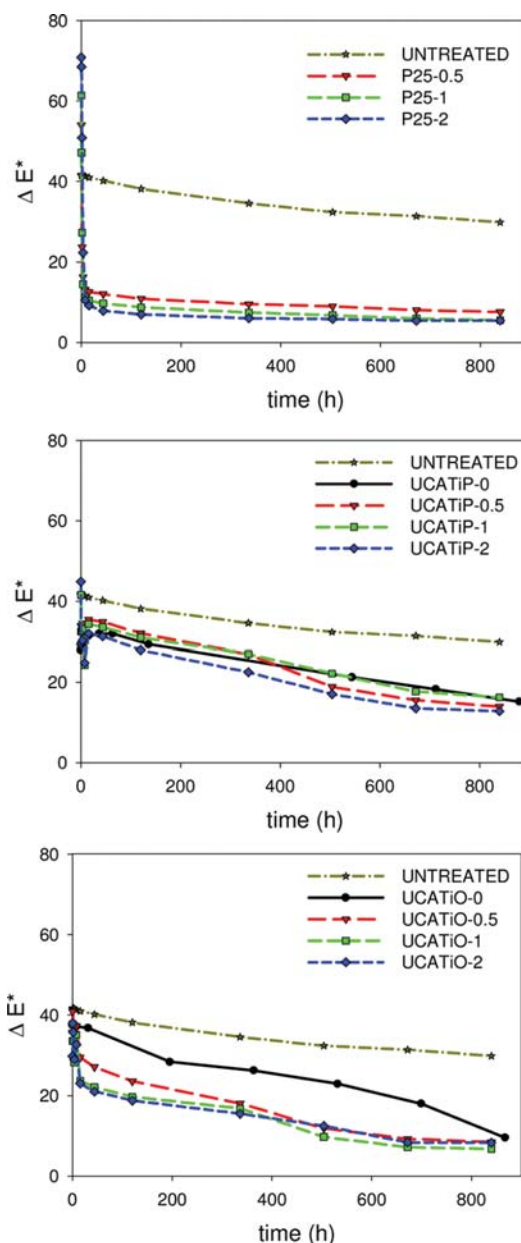 80
UNTREATED
P25-0.5
P25-1
P25-2
60
Δ E*
40
20
0
0 200 400 600 800
time (h)
80
UNTREATED
UCATiP-0
UCATiP-0.5
UCATiP-1
UCATiP-2
60
Δ E*
40
20
0
0 200 400 600 800
time (h)
80
UNTREATED
UCATiO-0
UCATiO-0.5
UCATiO-1
UCATiO-2
60
Δ E*
40
20
0
0 200 400 600 800
time (h)